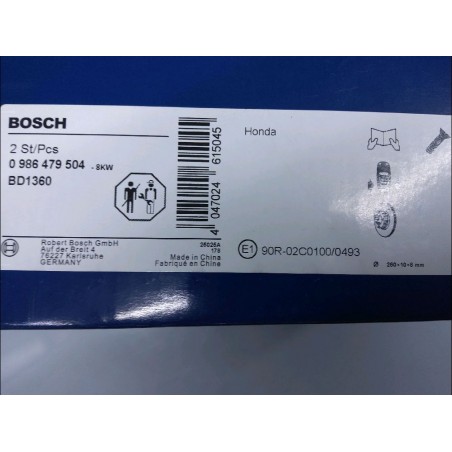 BOSCH
2 St/Pcs
0 986 479 504 - 8KW
BD1360
Robert Bosch GmbH
Auf der Breit 4
76227 Karlsruhe
GERMANY
4 047024 615045
Made in China
Fabriqué en China
Honda
E1 90R-02C0100/0493